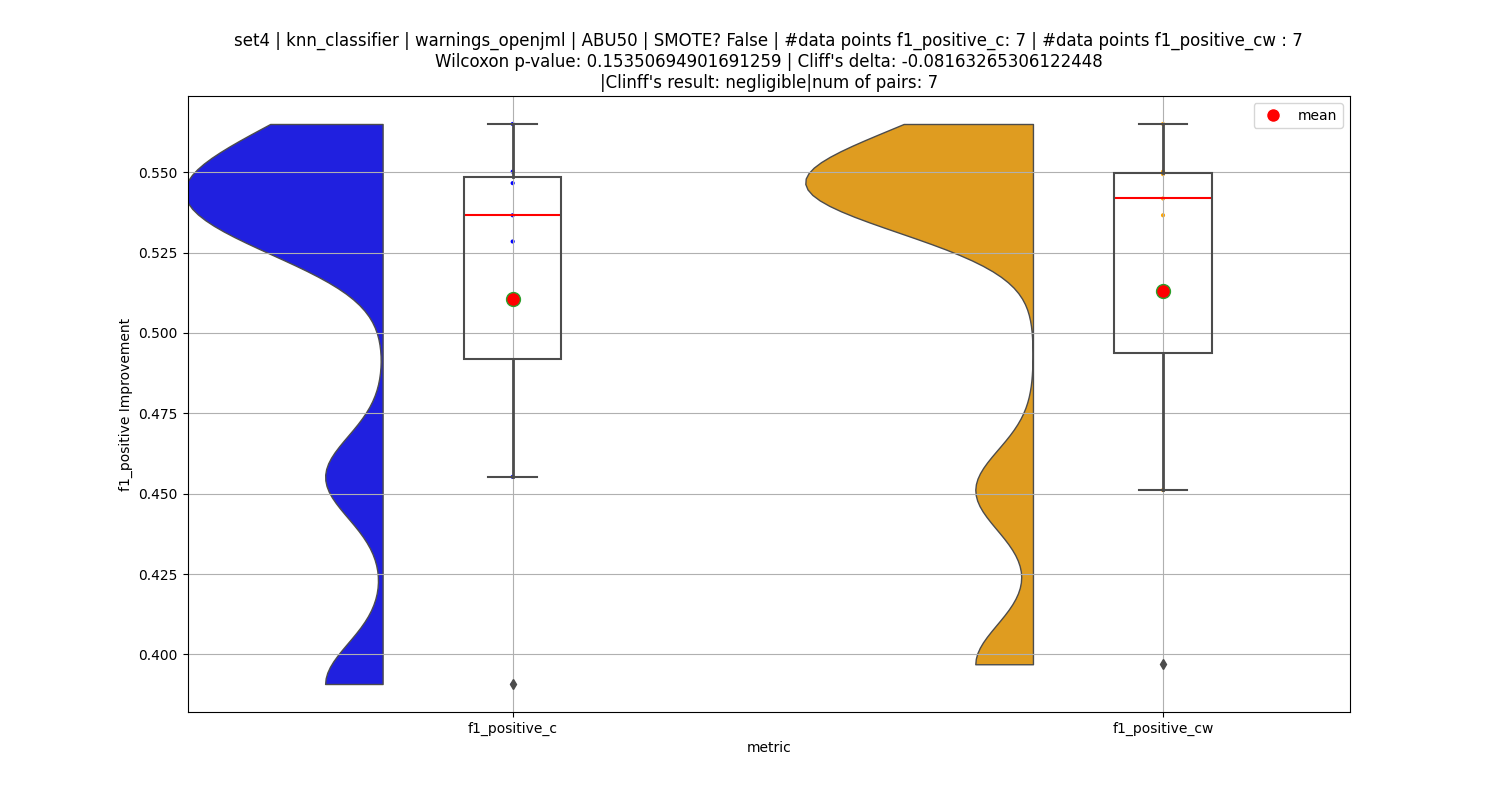 set4 | knn_classifier | warnings_openjml | ABU50 | SMOTE? False | #data points f1_positive_c: 7 | #data points f1_positive_cw : 7
Wilcoxon p-value: 0.15350694901691259 | Cliff's delta: -0.08163265306122448
|Clinff's result: negligible|num of pairs: 7
mean
f1_positive Improvement
0.550
0.525
0.500
0.475
0.450
0.425
0.400
f1_positive_c
f1_positive_cw
metric